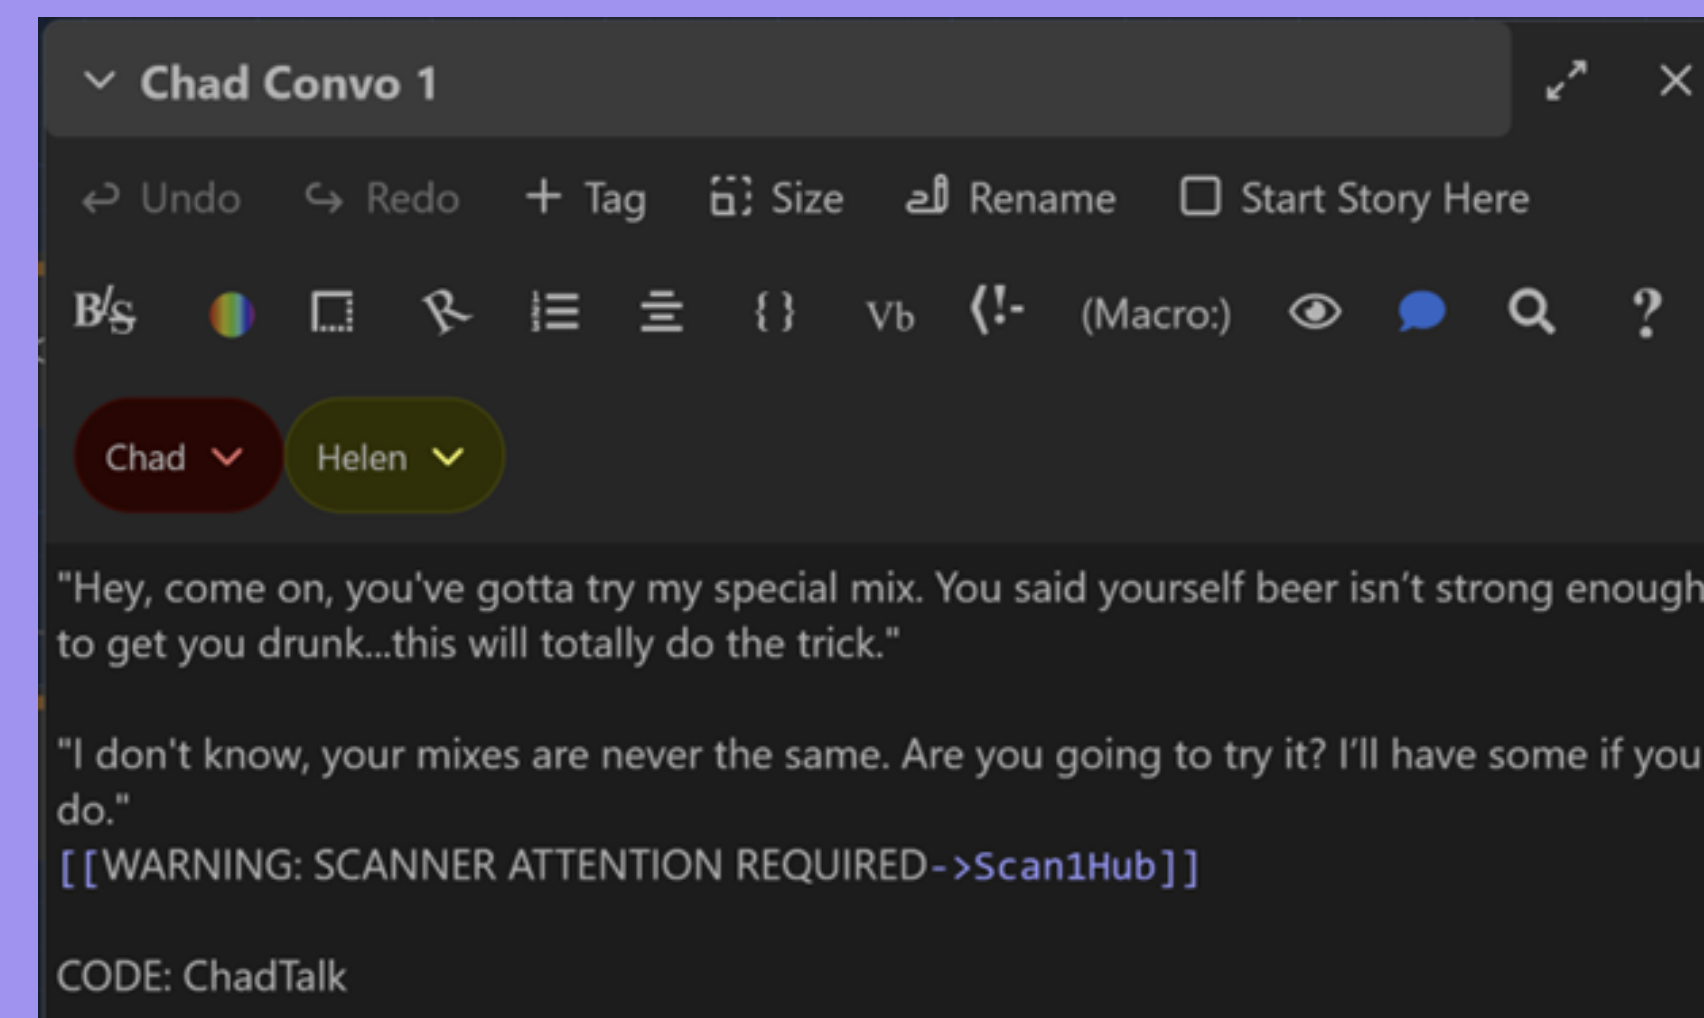 Chad Convo 1
Undo Redo + Tag Size Rename Start Story Here
B/S { } Vb (!- (Macro:) ?
Chad Helen
"Hey, come on, you've gotta try my special mix. You said yourself beer isn’t strong enough
to get you drunk...this will totally do the trick."
"I don't know, your mixes are never the same. Are you going to try it? I’ll have some if you
do."
[[WARNING: SCANNER ATTENTION REQUIRED->Scan1Hub]]
CODE: ChadTalk